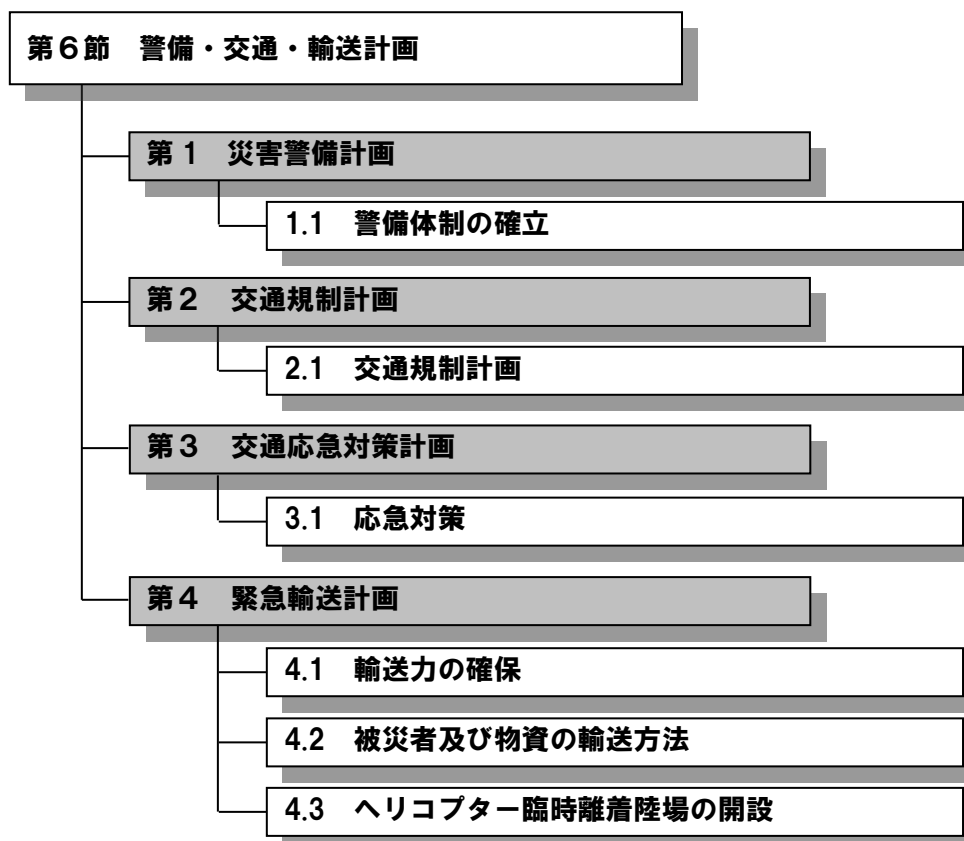 第６節　警備・交通・輸送計画
第１　災害警備計画
1.1　警備体制の確立
第２　交通規制計画
2.1　交通規制計画
第３　交通応急対策計画
3.1　応急対策
第４　緊急輸送計画
4.1　輸送力の確保
4.2　被災者及び物資の輸送方法
4.3　ヘリコプター臨時離着陸場の開設